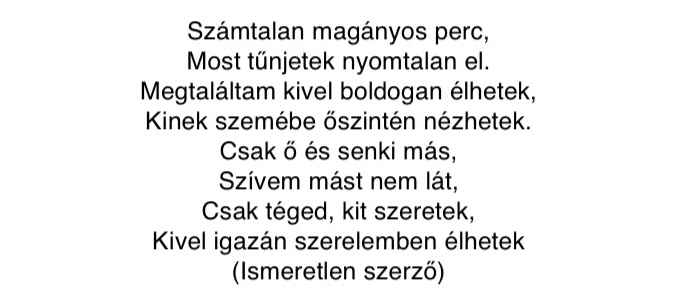 Számtalan magányos perc,
Most tűnjetek nyomtalan el.
Megtaláltam kivel boldogan élhetek,
Kinek szemébe őszintén nézhetek.
Csak ő és senki más,
Szívem mást nem lát,
Csak téged, kit szeretek,
Kivel igazán szerelemben élhetek
(Ismeretlen szerző)